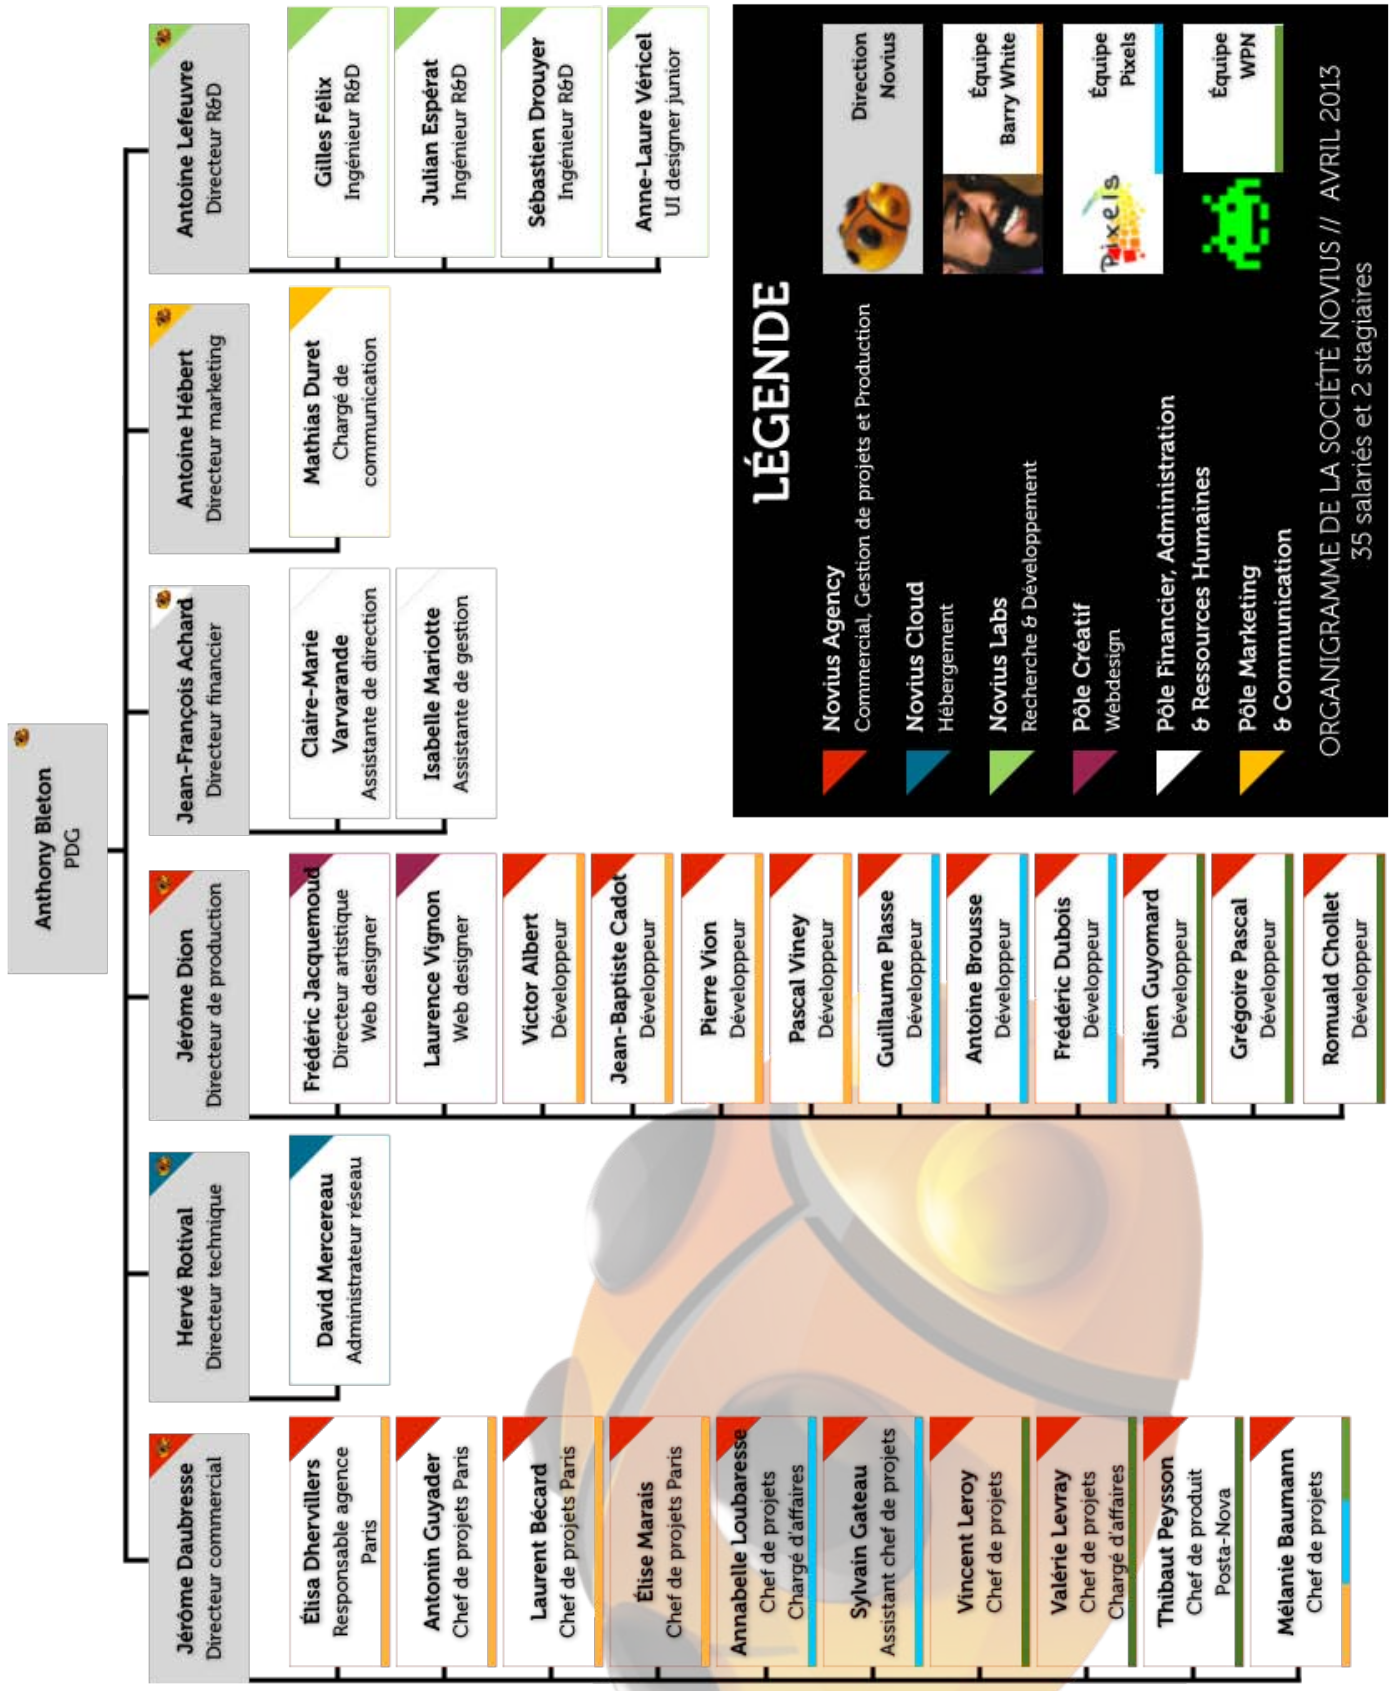 Anthony Bleton
PDG
Jérôme Daubresse
Directeur commercial
Élisa Dhervillers
Responsable agence
Paris
Antonin Guyader
Chef de projets Paris
Laurent Bécard
Chef de projets Paris
Élise Marais
Chef de projets Paris
Annabelle Loubaresse
Chef de projets
Chargé d'affaires
Sylvain Gateau
Assistant chef de projets
Vincent Leroy
Chef de projets
Valérie Levray
Chef de projets
Chargé d'affaires
Thibaut Peysson
Chef de produit
Posta-Nova
Mélanie Baumann
Chef de projets
Hervé Rotival
Directeur technique
David Mercereau
Administrateur réseau
Jérôme Dion
Directeur de production
Frédéric Jacquemoud
Directeur artistique
Web designer
Laurence Vignon
Web designer
Victor Albert
Développeur
Jean-Baptiste Cadot
Développeur
Pierre Vion
Développeur
Pascal Viney
Développeur
Guillaume Plasse
Développeur
Antoine Brousse
Développeur
Frédéric Dubois
Développeur
Julien Guyomard
Développeur
Grégoire Pascal
Développeur
Romuald Chollet
Développeur
Jean-François Achard
Directeur financier
Claire-Marie
Varvarande
Assistante de direction
Isabelle Mariotte
Assistante de gestion
Antoine Hébert
Directeur marketing
Mathias Duret
Chargé de
communication
Antoine Lefeuvre
Directeur R&D
Gilles Félix
Ingénieur R&D
Julian Espérat
Ingénieur R&D
Sébastien Drouyer
Ingénieur R&D
Anne-Laure Véricel
UI designer junior
LÉGENDE
Novius Agency
Commercial, Gestion de projets et Production
Novius Cloud
Hébergement
Novius Labs
Recherche & Développement
Pôle Créatif
Webdesign
Pôle Financier, Administration
& Ressources Humaines
Pôle Marketing
& Communication
Direction
Novius
Équipe
Barry White
Pixels
Équipe
Pixels
Équipe
WPN
ORGANIGRAMME DE LA SOCIÉTÉ NOVIUS // AVRIL 2013
35 salariés et 2 stagiaires